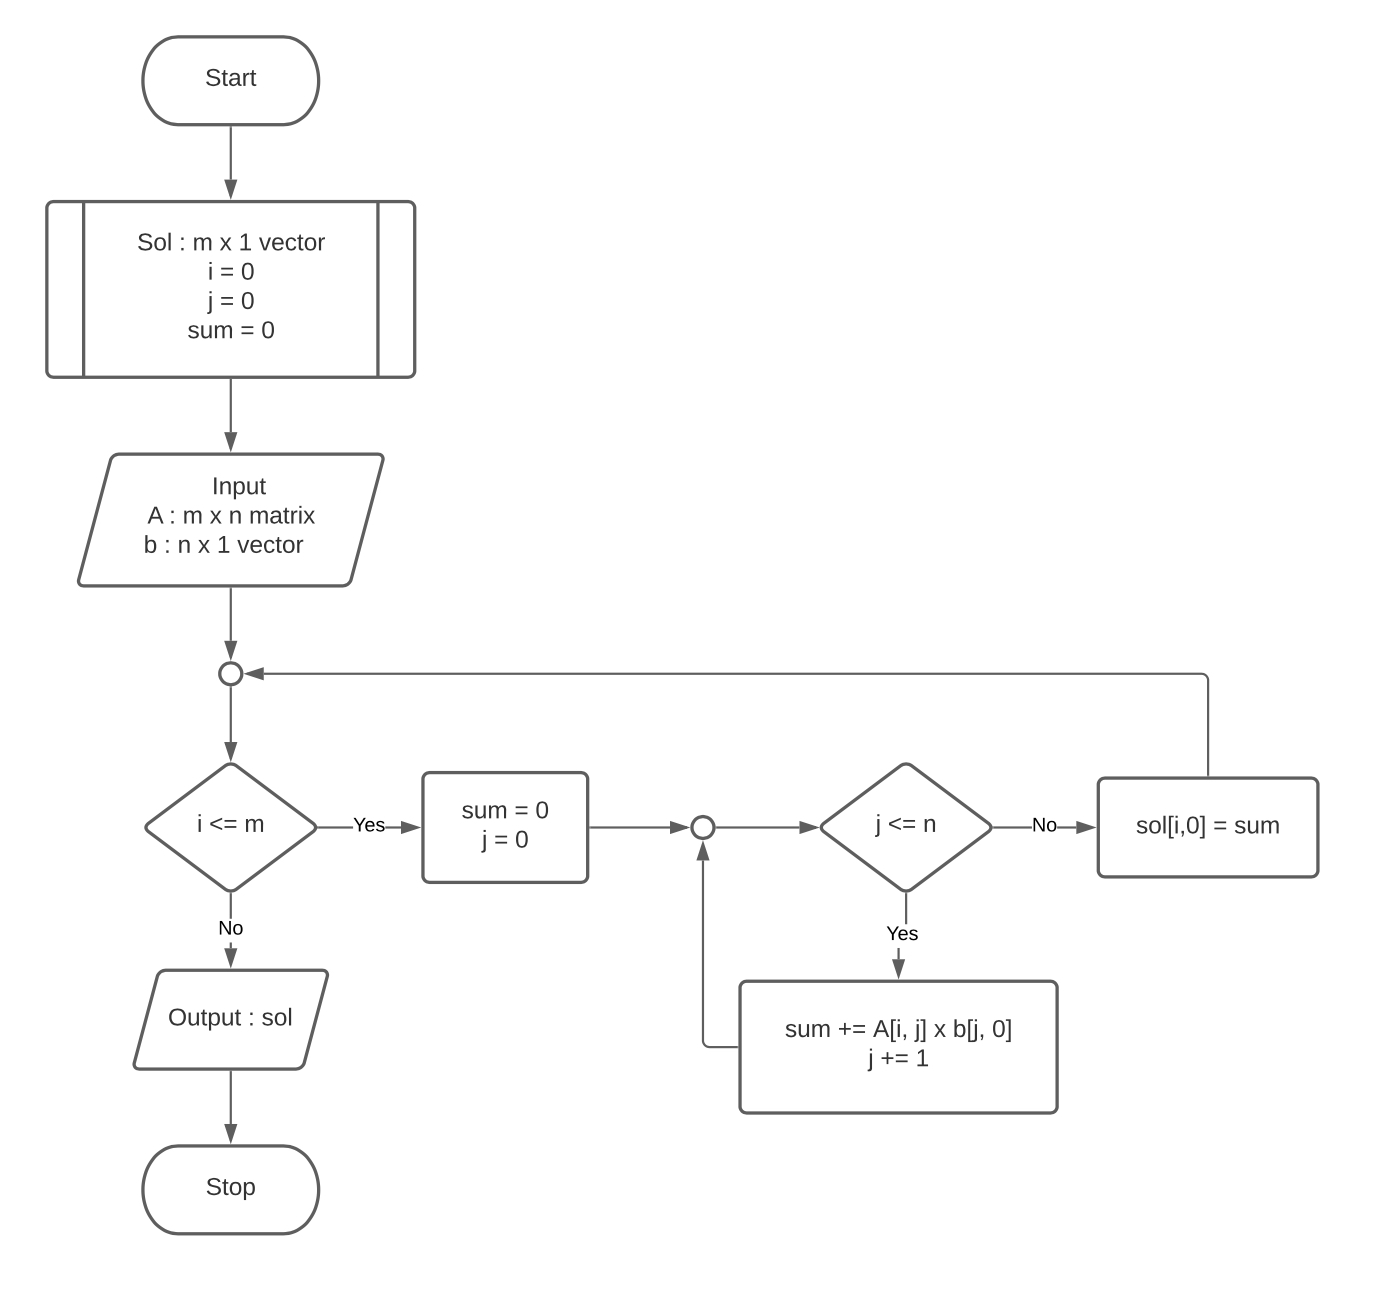 Start
Sol : m x 1 vector
i = 0
j = 0
sum = 0
Input
A : m x n matrix
b : n x 1 vector
i <= m
Yes
sum = 0
j = 0
j <= n
No
sol[i,0] = sum
No
Yes
Output : sol
sum += A[i, j] x b[j, 0]
j += 1
Stop